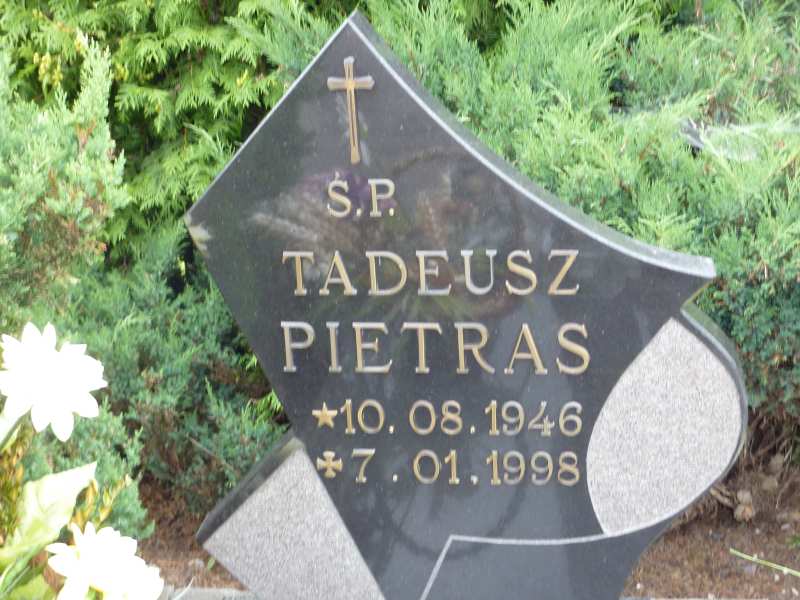 Ś.P.
TADEUSZ
PIETRAS
10.08.1946
7.01.1998